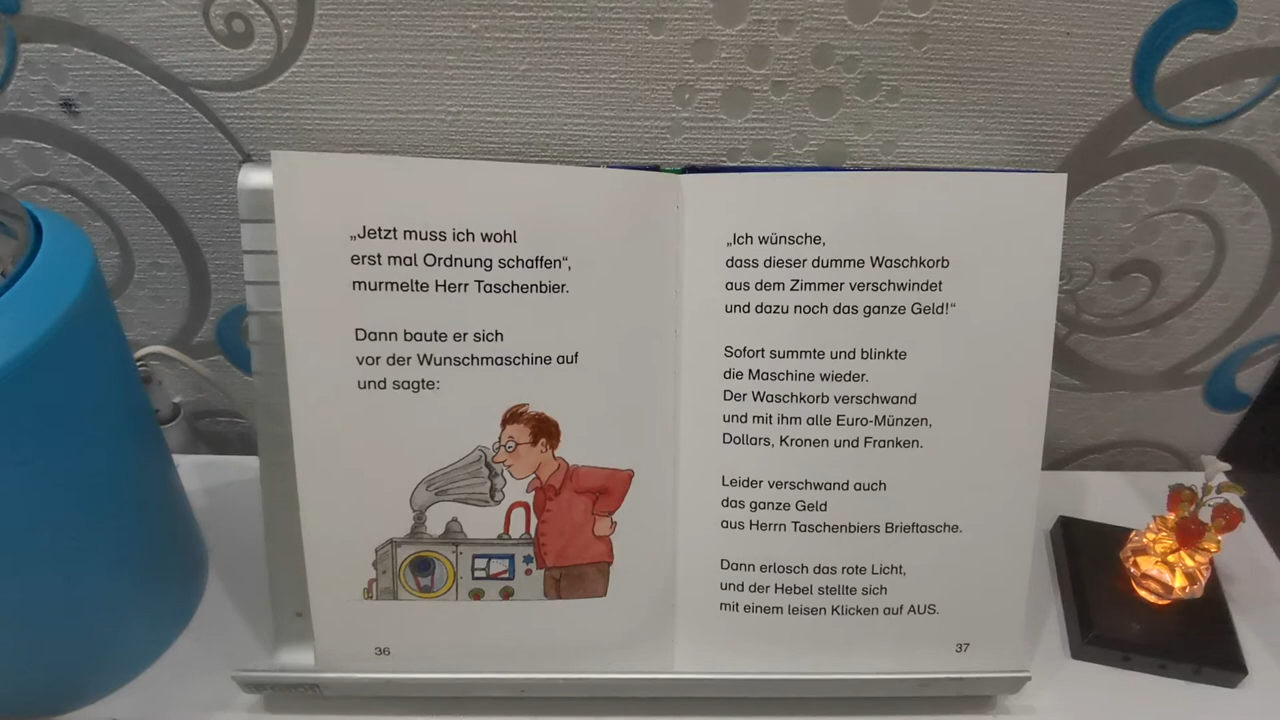 „Jetzt muss ich wohl
erst mal Ordnung schaffen“,
murmelte Herr Taschenbier.
Dann baute er sich
vor der Wunschmaschine auf
und sagte:
36
„Ich wünsche,
dass dieser dumme Waschkorb
aus dem Zimmer verschwindet
und dazu noch das ganze Geld!“
Sofort summte und blinkte
die Maschine wieder.
Der Waschkorb verschwand
und mit ihm alle Euro-Münzen,
Dollars, Kronen und Franken.
Leider verschwand auch
das ganze Geld
aus Herrn Taschenbiers Brieftasche.
Dann erlosch das rote Licht,
und der Hebel stellte sich
mit einem leisen Klicken auf AUS.
37